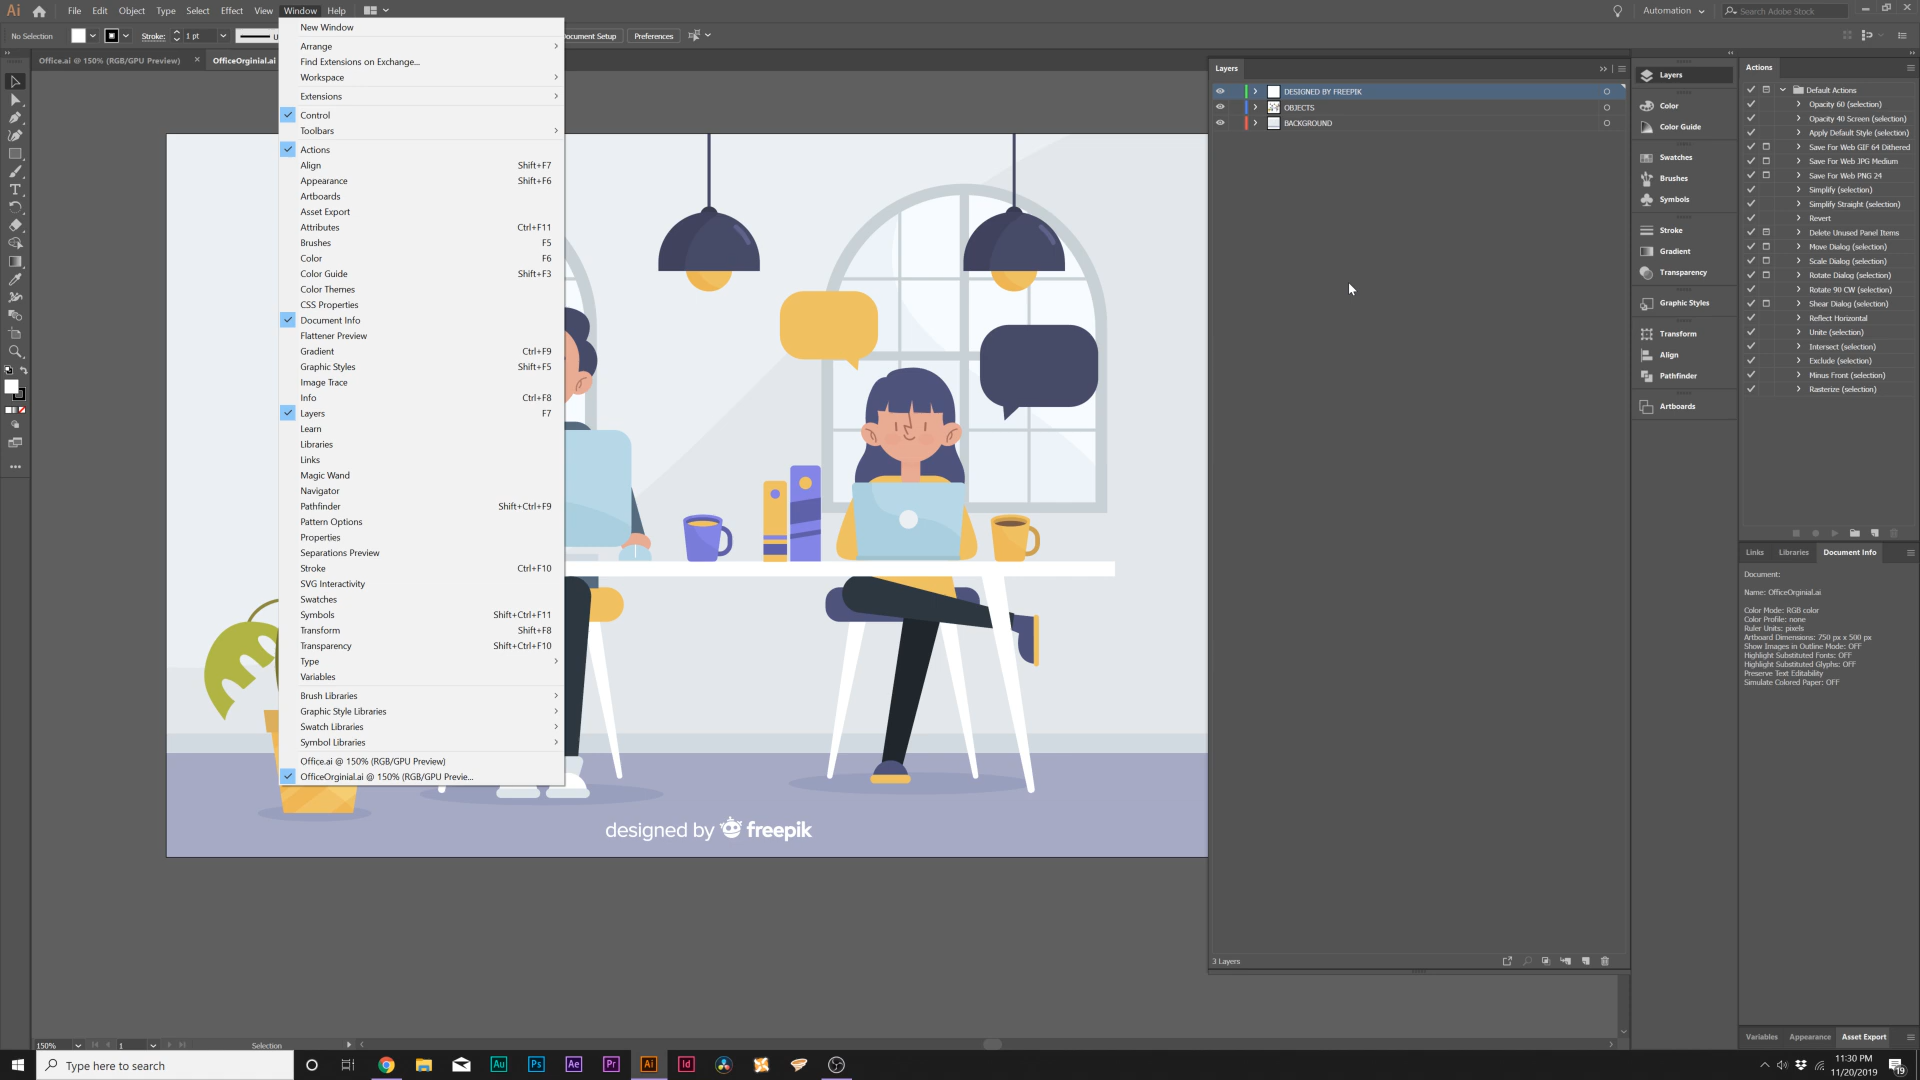 Ai File Edit Object Type Select Effect View Window Help Automation Search Adobe Stock
No Selection Stroke: 1 pt Document Setup Preferences
Office.ai @ 150% (RGB/GPU Preview) × OfficeOrginial.ai
New Window
Arrange
Find Extensions on Exchange...
Workspace
Extensions
Control
Toolbars
Actions
Align Shift+F7
Appearance Shift+F6
Artboards
Asset Export
Attributes Ctrl+F11
Brushes F5
Color F6
Color Guide Shift+F3
Color Themes
CSS Properties
Document Info
Flattener Preview
Gradient Ctrl+F9
Graphic Styles Shift+F5
Image Trace
Info Ctrl+F8
Layers F7
Learn
Libraries
Links
Magic Wand
Navigator
Pathfinder Shift+Ctrl+F9
Pattern Options
Properties
Separations Preview
Stroke Ctrl+F10
SVG Interactivity
Swatches
Symbols Shift+Ctrl+F11
Transform Shift+F8
Transparency Shift+Ctrl+F10
Type
Variables
Brush Libraries
Graphic Style Libraries
Swatch Libraries
Symbol Libraries
Office.ai @ 150% (RGB/GPU Preview)
OfficeOrginial.ai @ 150% (RGB/GPU Previe...
designed by freepik
Layers
DESIGNED BY FREEPIK
OBJECTS
BACKGROUND
3 Layers
Layers
Color
Color Guide
Swatches
Brushes
Symbols
Stroke
Gradient
Transparency
Graphic Styles
Transform
Align
Pathfinder
Artboards
Actions
Default Actions
Opacity 60 (selection)
Opacity 40 Screen (selection)
Apply Default Style (selection)
Save For Web GIF 64 Dithered
Save For Web JPG Medium
Save For Web PNG 24
Simplify (selection)
Simplify Straight (selection)
Revert
Delete Unused Panel Items
Move Dialog (selection)
Scale Dialog (selection)
Rotate Dialog (selection)
Rotate 90 CW (selection)
Shear Dialog (selection)
Reflect Horizontal
Unite (selection)
Intersect (selection)
Exclude (selection)
Minus Front (selection)
Rasterize (selection)
Links Libraries Document Info
Document:
Name: OfficeOrginial.ai
Color Mode: RGB color
Color Profile: none
Ruler Units: pixels
Artboard Dimensions: 750 px x 500 px
Show Images in Outline Mode: OFF
Highlight Substituted Fonts: OFF
Highlight Substituted Glyphs: OFF
Preserve Text Editability
Simulate Colored Paper: OFF
Variables Appearance Asset Export
150% 1 Selection
Type here to search
Au Ps Ae Pr Ai Id
11:30 PM
11/20/2019
19